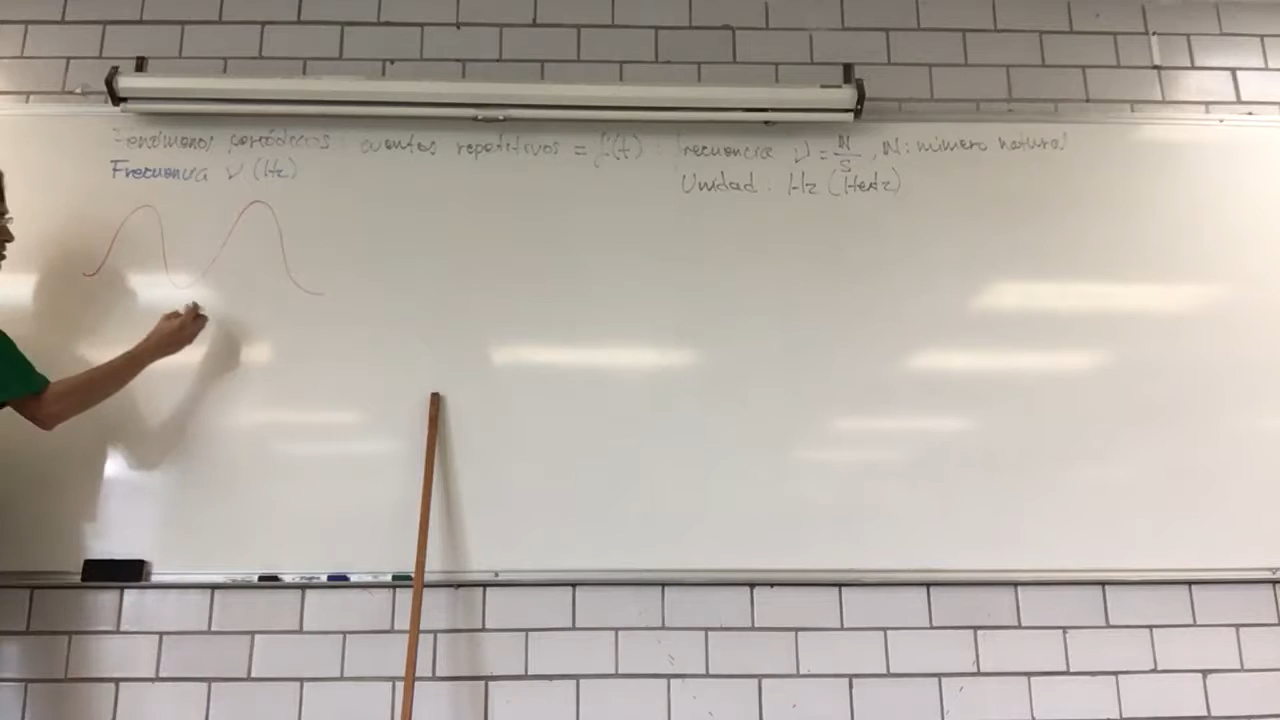 Fenómenos periódicos : eventos repetitivos = f(t) : frecuencia ν = N/S , N: número natural
Frecuencia ν (Hz)
Unidad : Hz (Hertz)